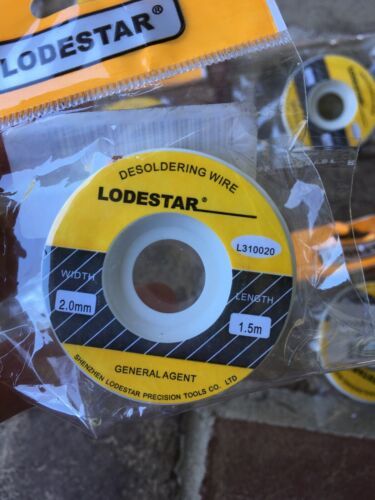 LODESTAR®
DESOLDERING WIRE
LODESTAR®
L310020
WIDTH
2.0mm
LENGTH
1.5m
GENERAL AGENT
SHENZHEN LODESTAR PRECISION TOOLS CO. LTD